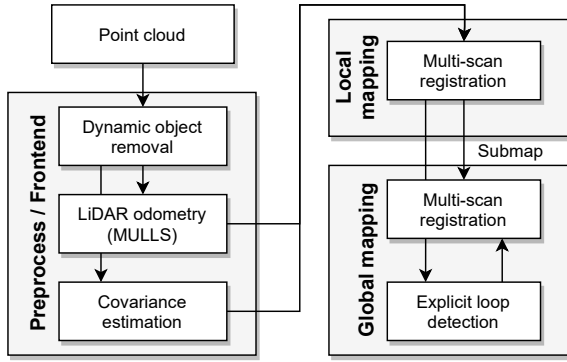 Point cloud
Preprocess / Frontend
Dynamic object
removal
LiDAR odometry
(MULLS)
Covariance
estimation
Local
mapping
Multi-scan
registration
Submap
Global mapping
Multi-scan
registration
Explicit loop
detection